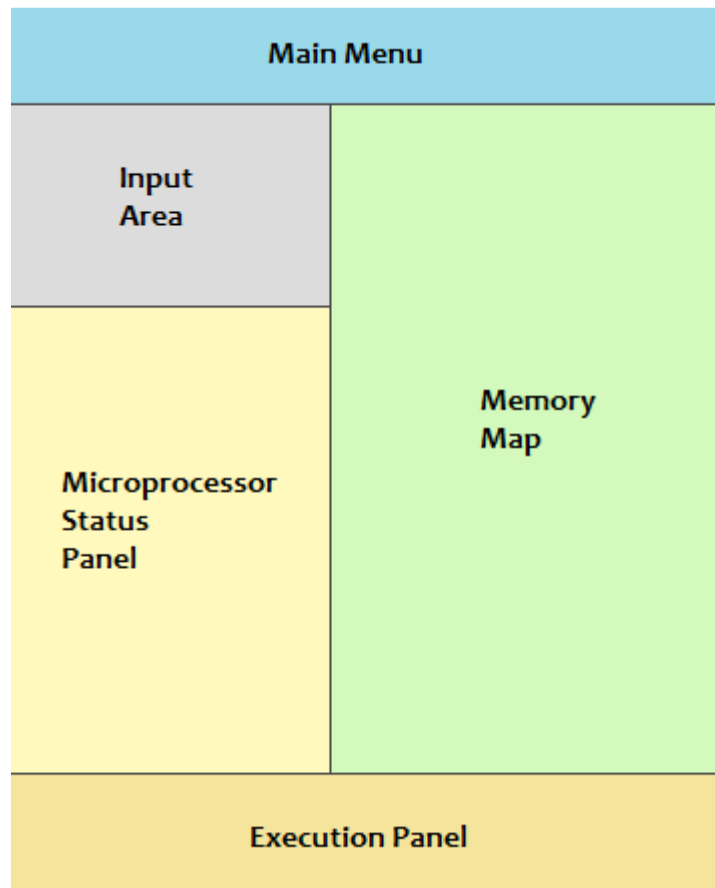 Main Menu
Input
Area
Memory
Map
Microprocessor
Status
Panel
Execution Panel